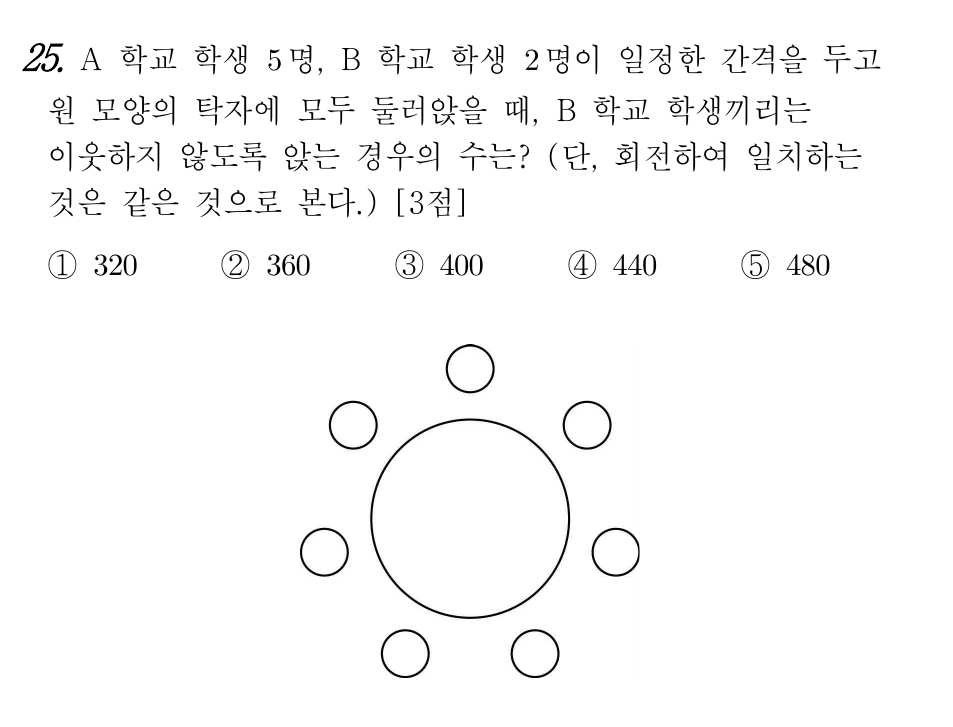 25. A 학교 학생 5명, B 학교 학생 2명이 일정한 간격을 두고
원 모양의 탁자에 모두 둘러앉을 때, B 학교 학생끼리는
이웃하지 않도록 앉는 경우의 수는? (단, 회전하여 일치하는
것은 같은 것으로 본다.) [3점]
① 320 ② 360 ③ 400 ④ 440 ⑤ 480